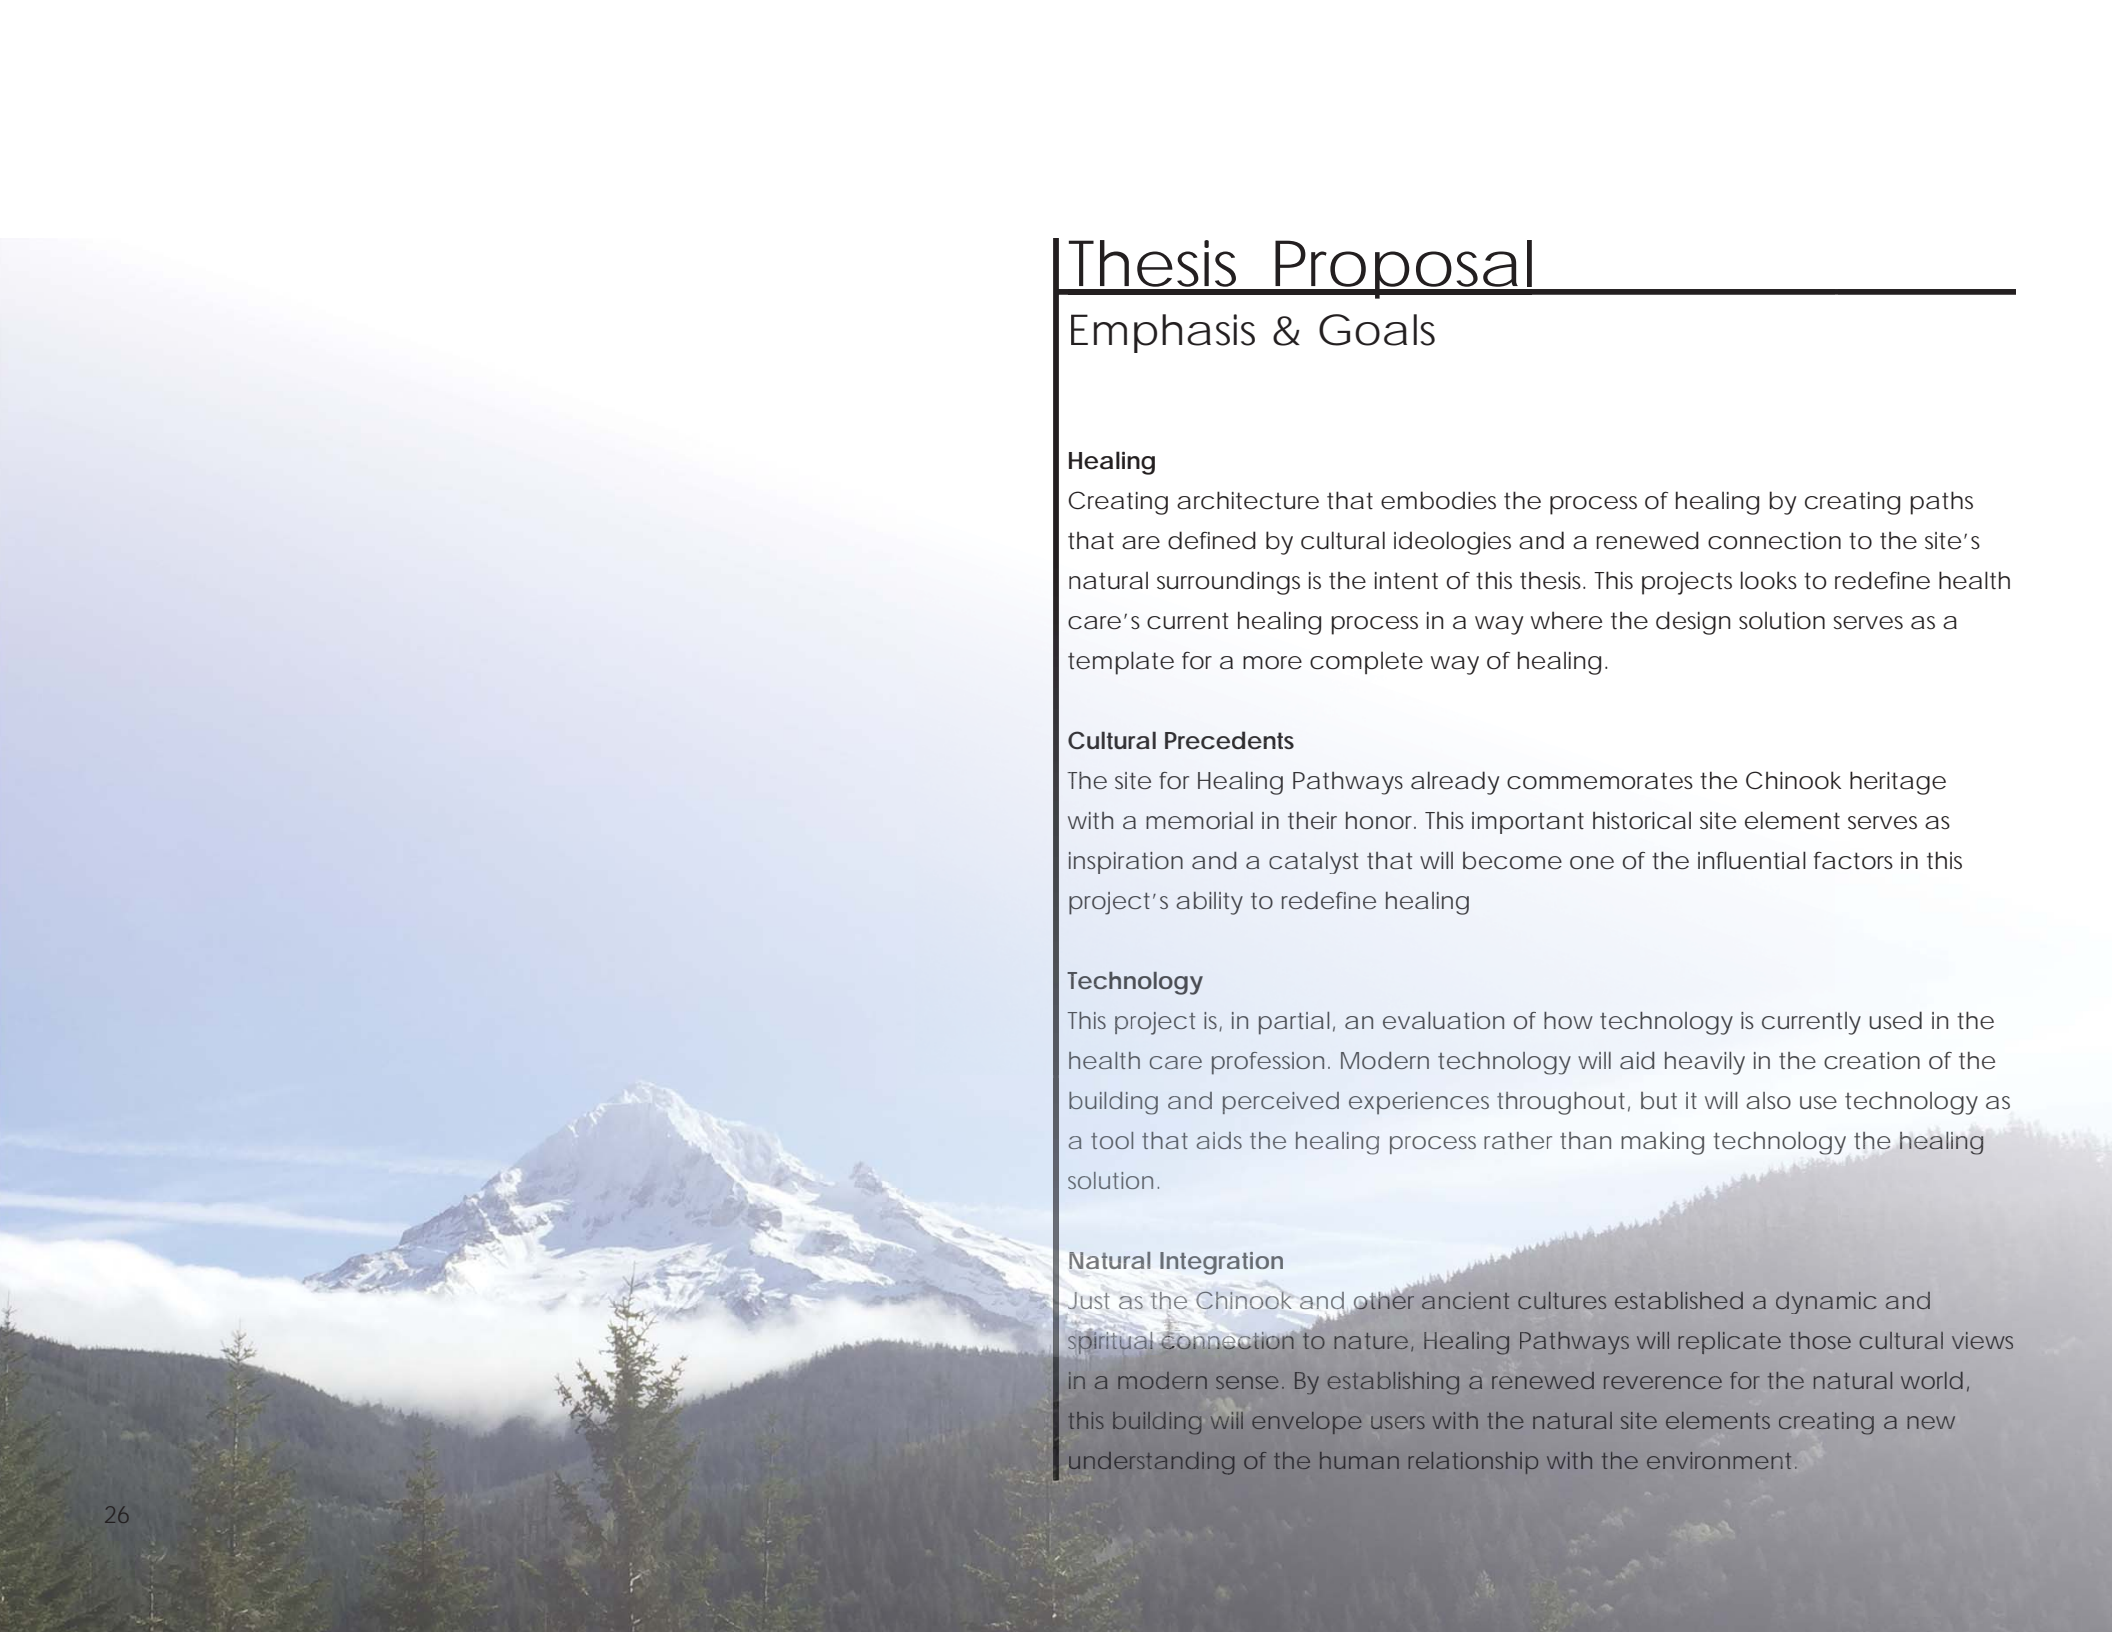 Thesis Proposal
Emphasis & Goals
Healing
Creating architecture that embodies the process of healing by creating paths
that are defined by cultural ideologies and a renewed connection to the site's
natural surroundings is the intent of this thesis. This projects looks to redefine health
care's current healing process in a way where the design solution serves as a
template for a more complete way of healing.
Cultural Precedents
The site for Healing Pathways already commemorates the Chinook heritage
with a memorial in their honor. This important historical site element serves as
inspiration and a catalyst that will become one of the influential factors in this
project's ability to redefine healing
Technology
This project is, in partial, an evaluation of how technology is currently used in the
health care profession. Modern technology will aid heavily in the creation of the
building and perceived experiences throughout, but it will also use technology as
a tool that aids the healing process rather than making technology the healing
solution.
Natural Integration
Just as the Chinook and other ancient cultures established a dynamic and
spiritual connection to nature, Healing Pathways will replicate those cultural views
in a modern sense. By establishing a renewed reverence for the natural world,
this building will envelope users with the natural site elements creating a new
understanding of the human relationship with the environment.
26